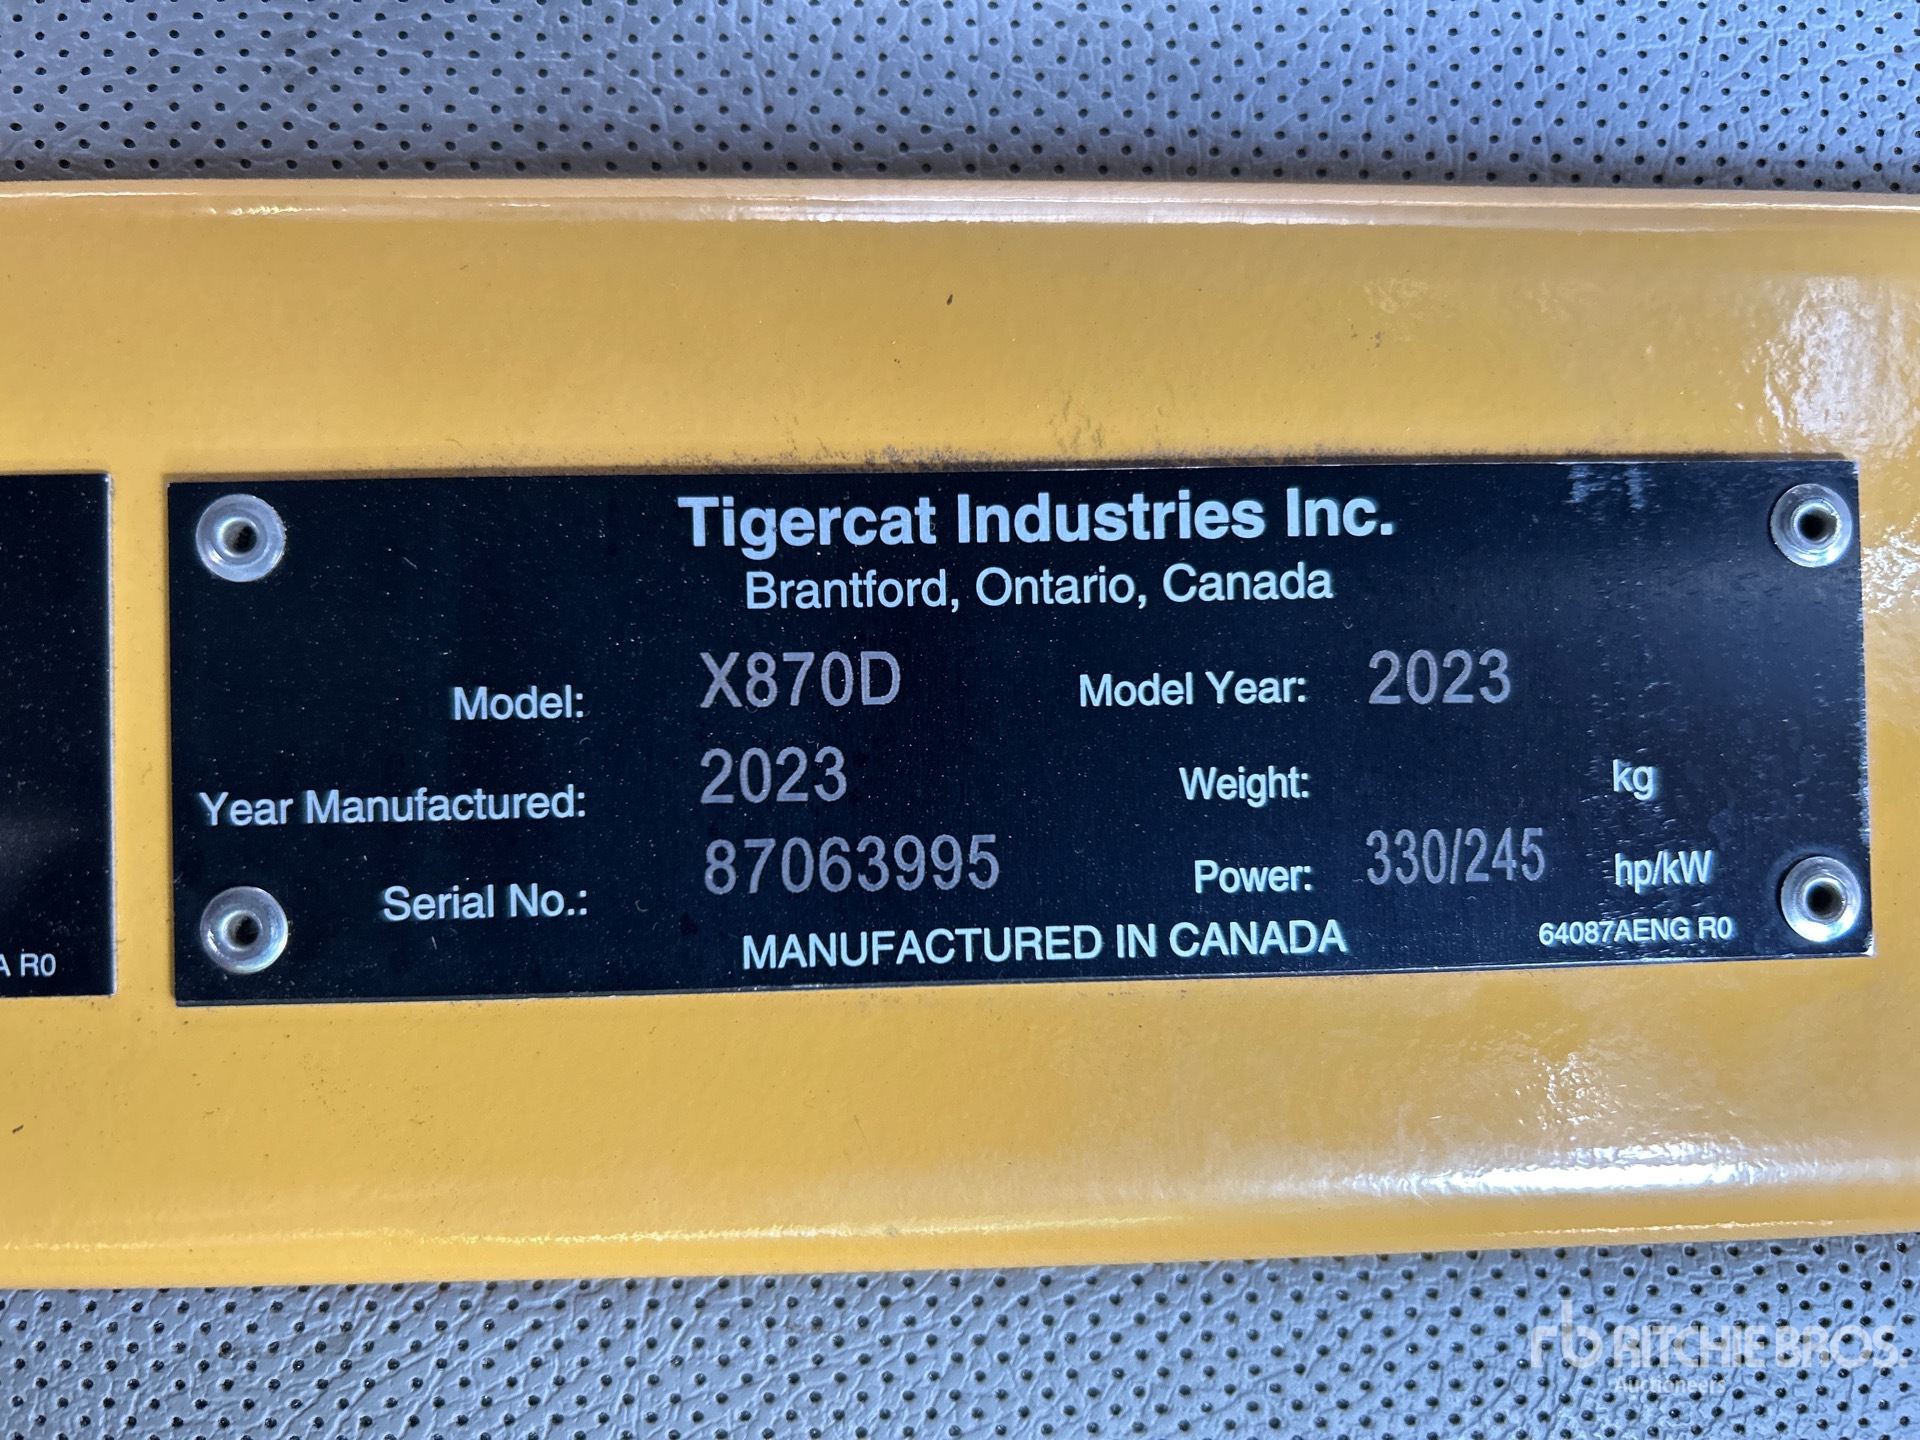 Tigercat Industries Inc.
Brantford, Ontario, Canada
Model: X870D Model Year: 2023
Year Manufactured: 2023 Weight: kg
Serial No.: 87063995 Power: 330/245 hp/kW
MANUFACTURED IN CANADA 64087AENG R0
A R0
rb RITCHIE BROS.
Auctioneers